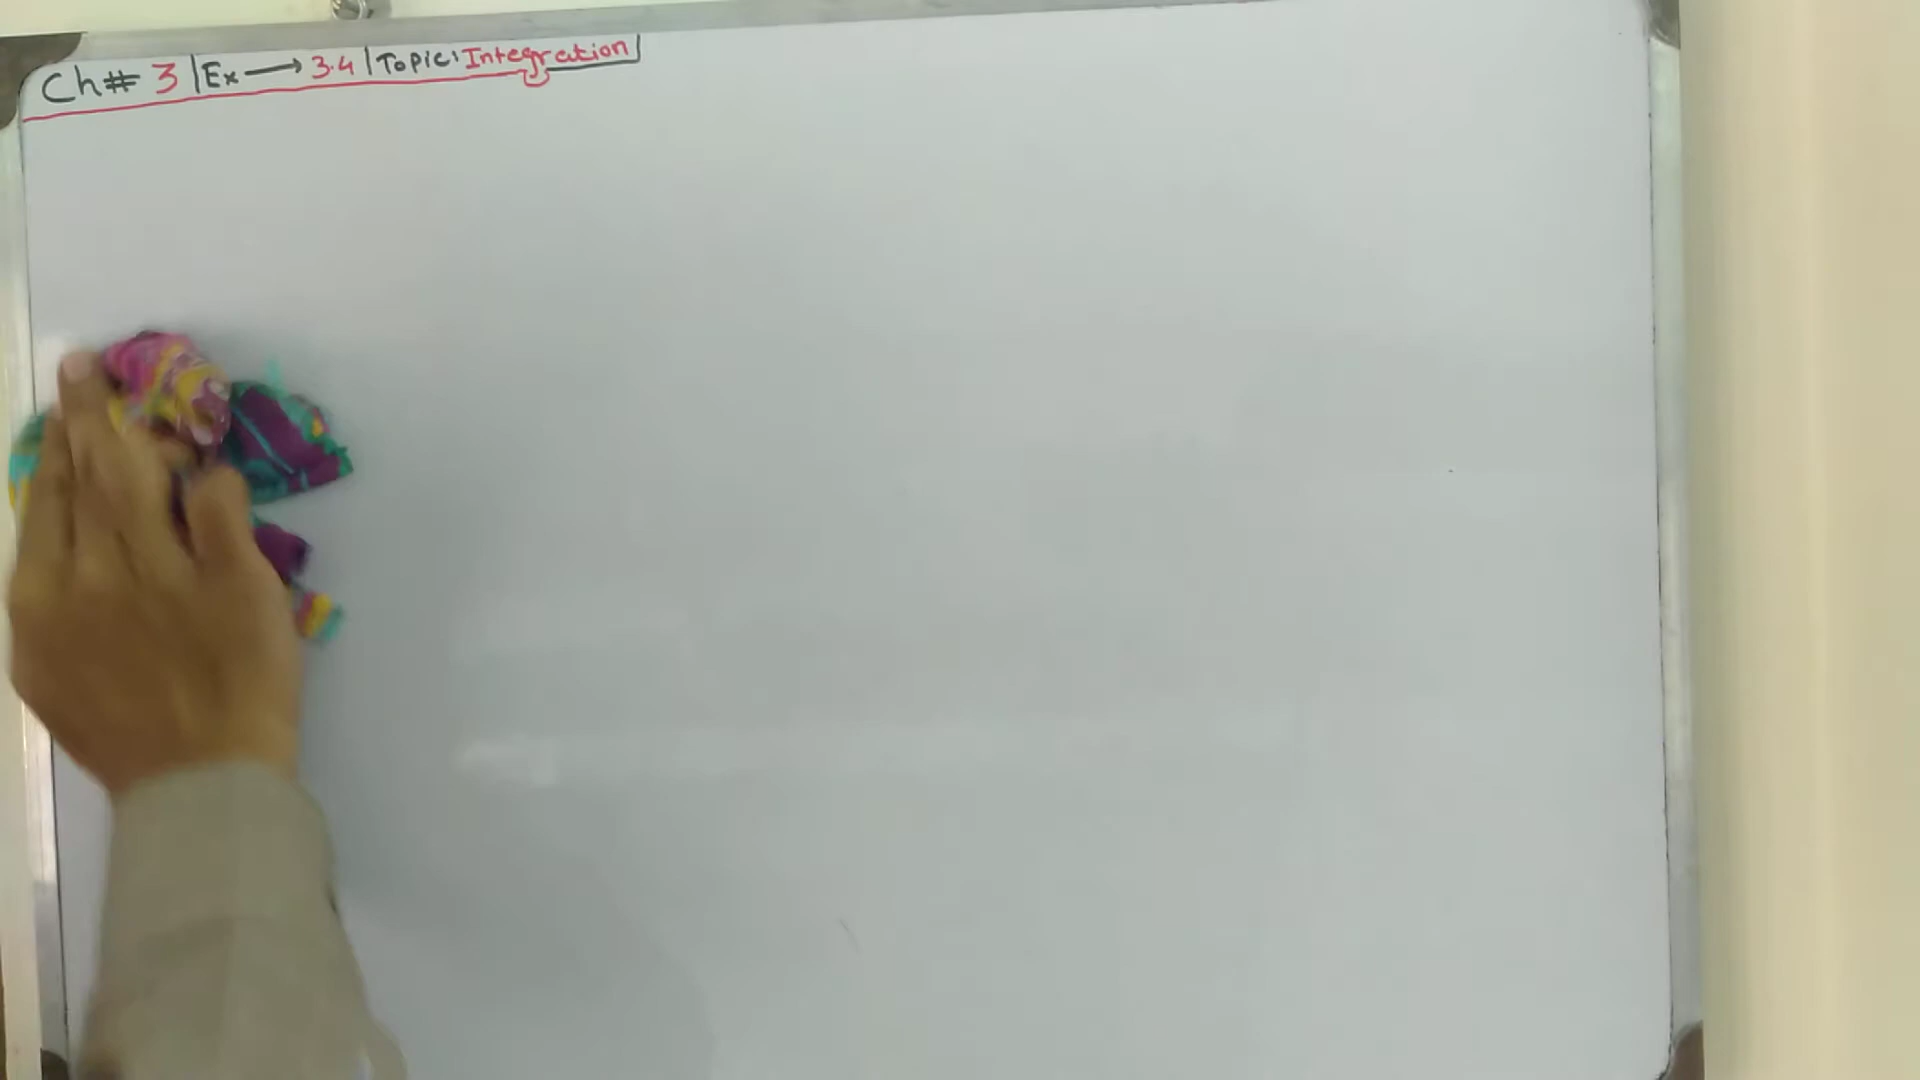 Ch# 3 | Ex → 3.4 | Topic: Integration